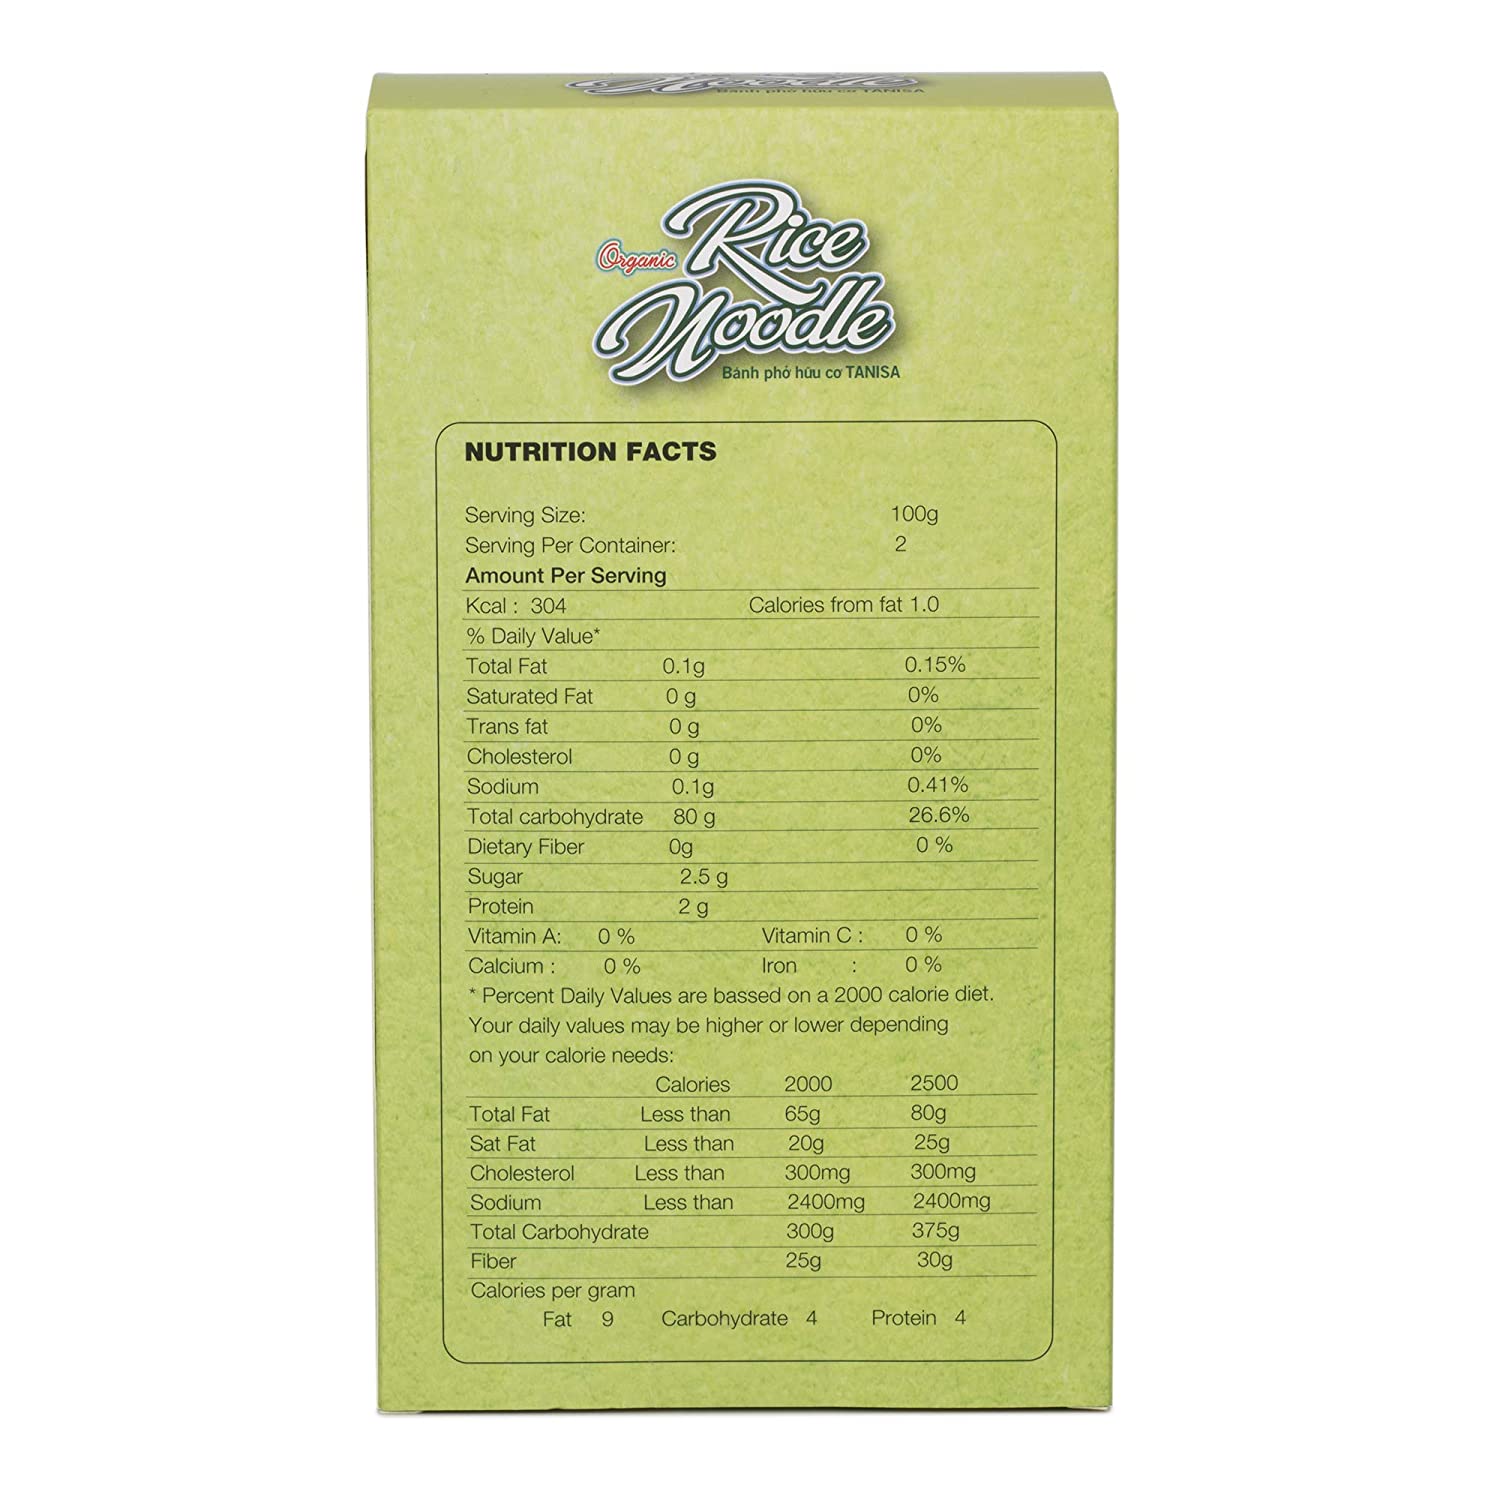 Noodle
Bánh phở hữu cơ TANISA
Organic Rice
Noodle
Bánh phở hữu cơ TANISA
NUTRITION FACTS
Serving Size: 100g
Serving Per Container: 2
Amount Per Serving
Kcal : 304 Calories from fat 1.0
% Daily Value*
Total Fat 0.1g 0.15%
Saturated Fat 0 g 0%
Trans fat 0 g 0%
Cholesterol 0 g 0%
Sodium 0.1g 0.41%
Total carbohydrate 80 g 26.6%
Dietary Fiber 0g 0 %
Sugar 2.5 g
Protein 2 g
Vitamin A: 0 % Vitamin C : 0 %
Calcium : 0 % Iron : 0 %
* Percent Daily Values are bassed on a 2000 calorie diet.
Your daily values may be higher or lower depending
on your calorie needs:
Calories 2000 2500
Total Fat Less than 65g 80g
Sat Fat Less than 20g 25g
Cholesterol Less than 300mg 300mg
Sodium Less than 2400mg 2400mg
Total Carbohydrate 300g 375g
Fiber 25g 30g
Calories per gram
Fat 9 Carbohydrate 4 Protein 4